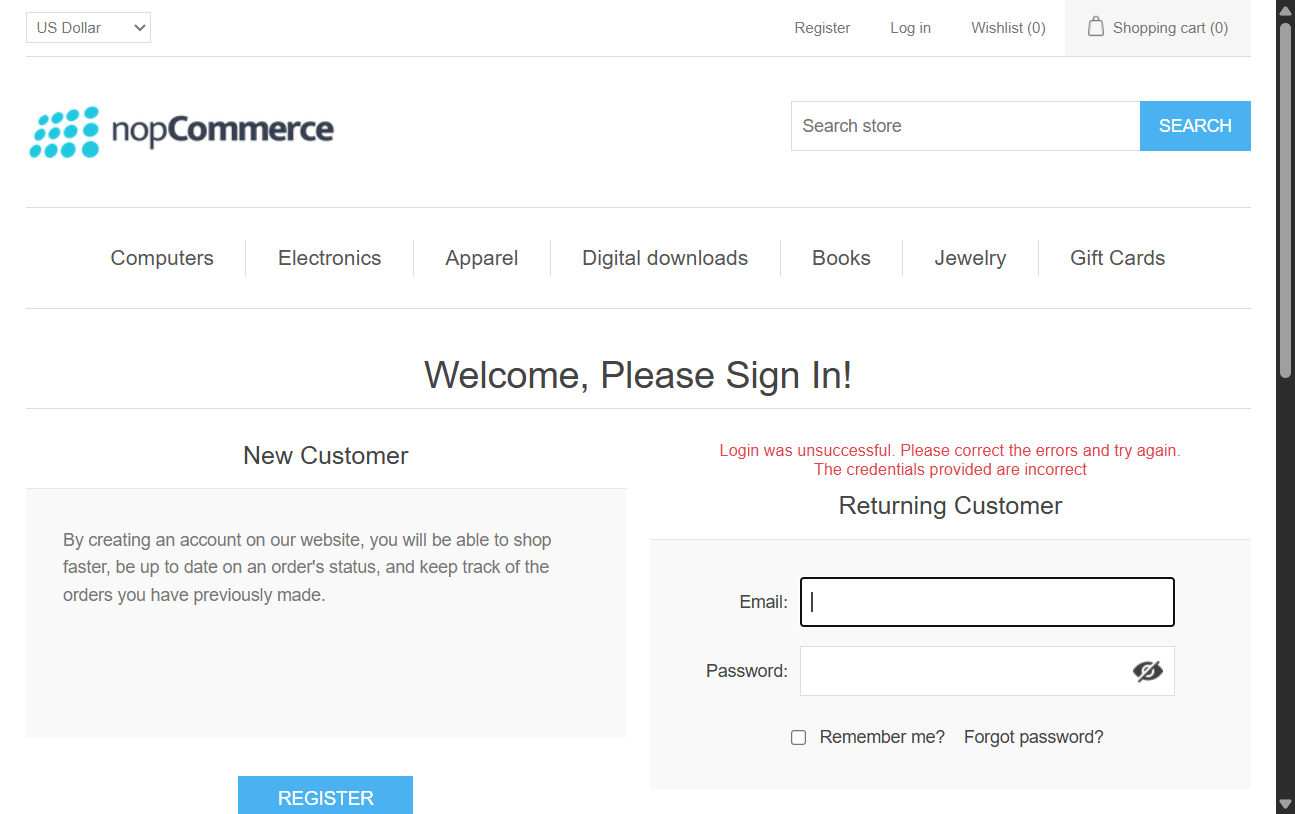 US Dollar
Register
Log in
Wishlist (0)
Shopping cart (0)
nopCommerce
Search store
SEARCH
Computers
Electronics
Apparel
Digital downloads
Books
Jewelry
Gift Cards
Welcome, Please Sign In!
New Customer
By creating an account on our website, you will be able to shop
faster, be up to date on an order's status, and keep track of the
orders you have previously made.
REGISTER
Login was unsuccessful. Please correct the errors and try again.
The credentials provided are incorrect
Returning Customer
Email:
Password:
Remember me?
Forgot password?